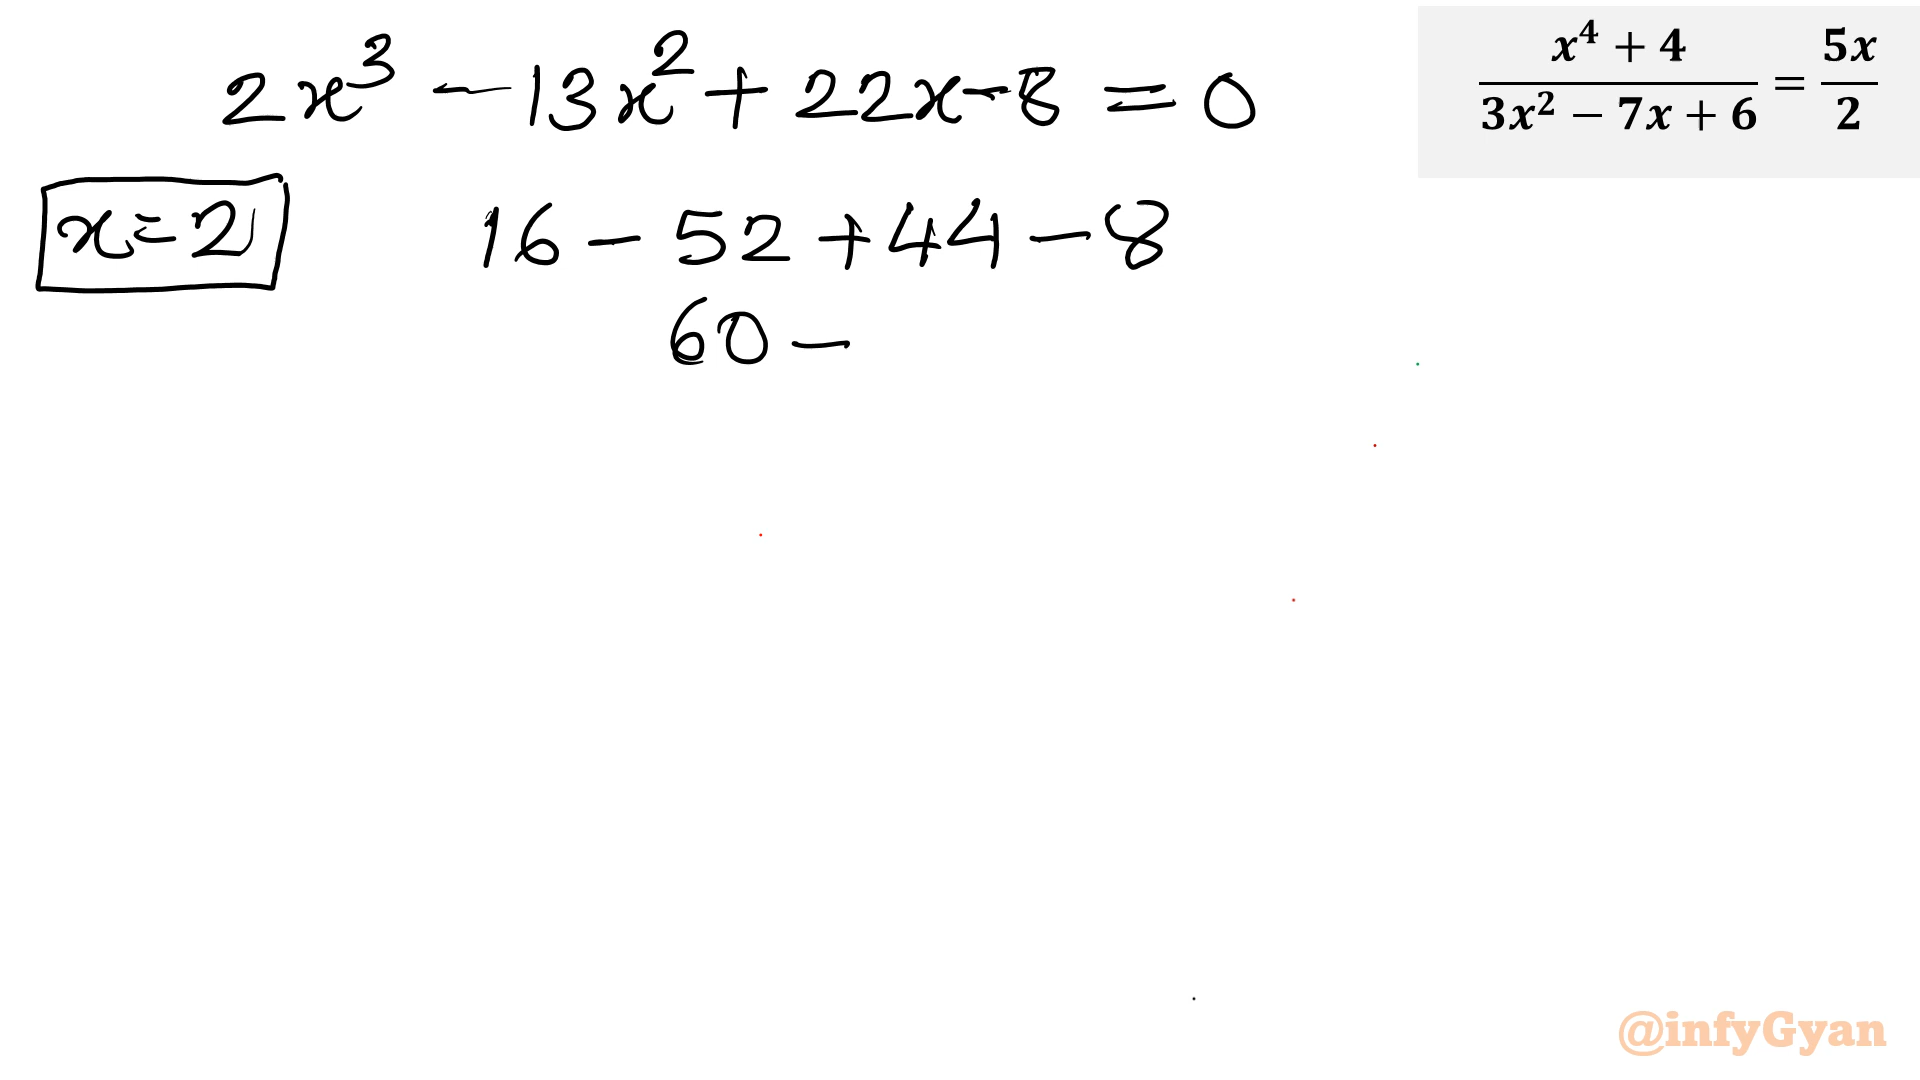 2x³ - 13x² + 22x - 8 = 0
x⁴ + 4 / 3x² − 7x + 6 = 5x / 2
x = 2
16 - 52 + 44 - 8
60 -
@infyGyan